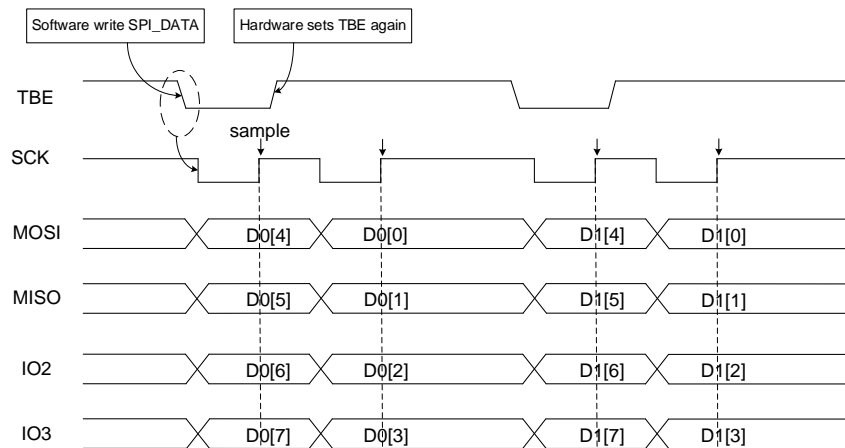 Software write SPI_DATA
Hardware sets TBE again
TBE
sample
SCK
MOSI D0[4] D0[0] D1[4] D1[0]
MISO D0[5] D0[1] D1[5] D1[1]
IO2 D0[6] D0[2] D1[6] D1[2]
IO3 D0[7] D0[3] D1[7] D1[3]